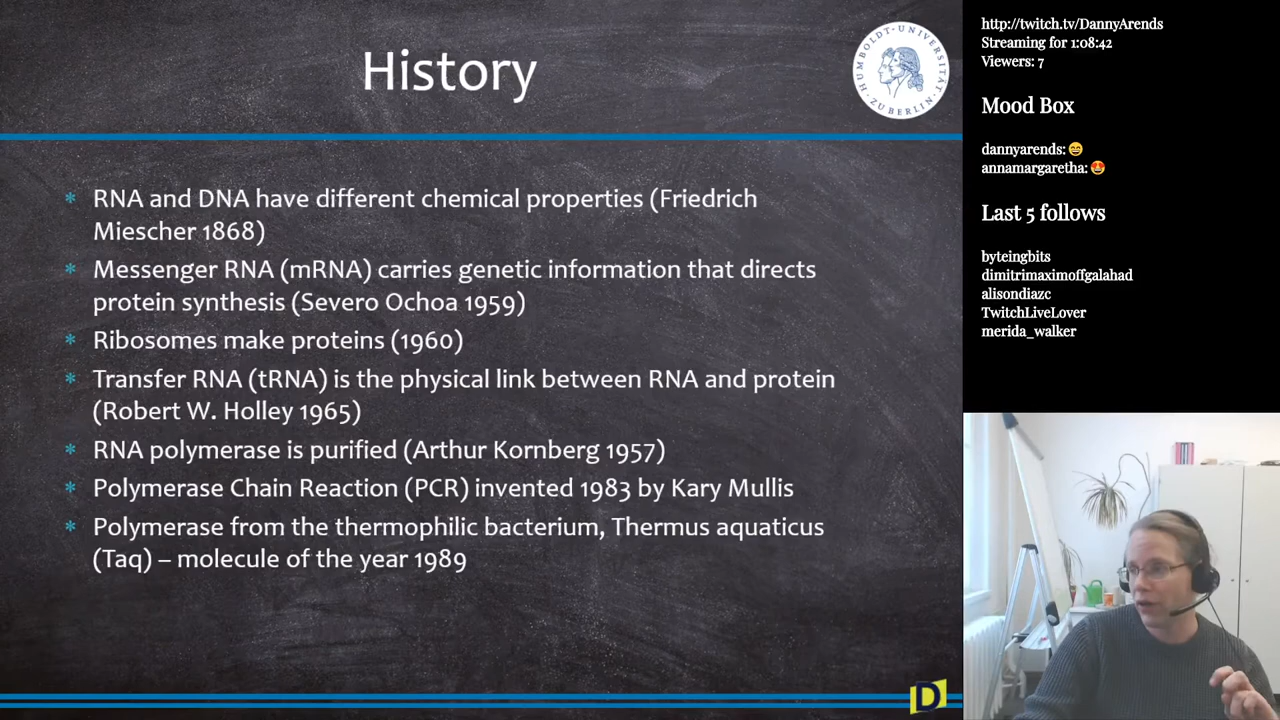 History
HUMBOLDT-UNIVERSITÄT
ZU BERLIN
* RNA and DNA have different chemical properties (Friedrich
Miescher 1868)
* Messenger RNA (mRNA) carries genetic information that directs
protein synthesis (Severo Ochoa 1959)
* Ribosomes make proteins (1960)
* Transfer RNA (tRNA) is the physical link between RNA and protein
(Robert W. Holley 1965)
* RNA polymerase is purified (Arthur Kornberg 1957)
* Polymerase Chain Reaction (PCR) invented 1983 by Kary Mullis
* Polymerase from the thermophilic bacterium, Thermus aquaticus
(Taq) – molecule of the year 1989
D
http://twitch.tv/DannyArends
Streaming for 1:08:42
Viewers: 7
Mood Box
dannyarends: 😄
annamargaretha: 😍
Last 5 follows
byteingbits
dimitrimaximoffgalahad
alisondiazc
TwitchLiveLover
merida_walker